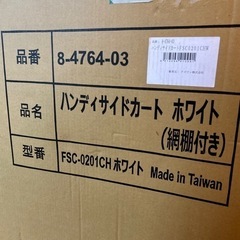 品番 8-4764-03
品名 ハンディサイドカート ホワイト
(網棚付き)
型番 FSC-0201CH ホワイト Made in Taiwan